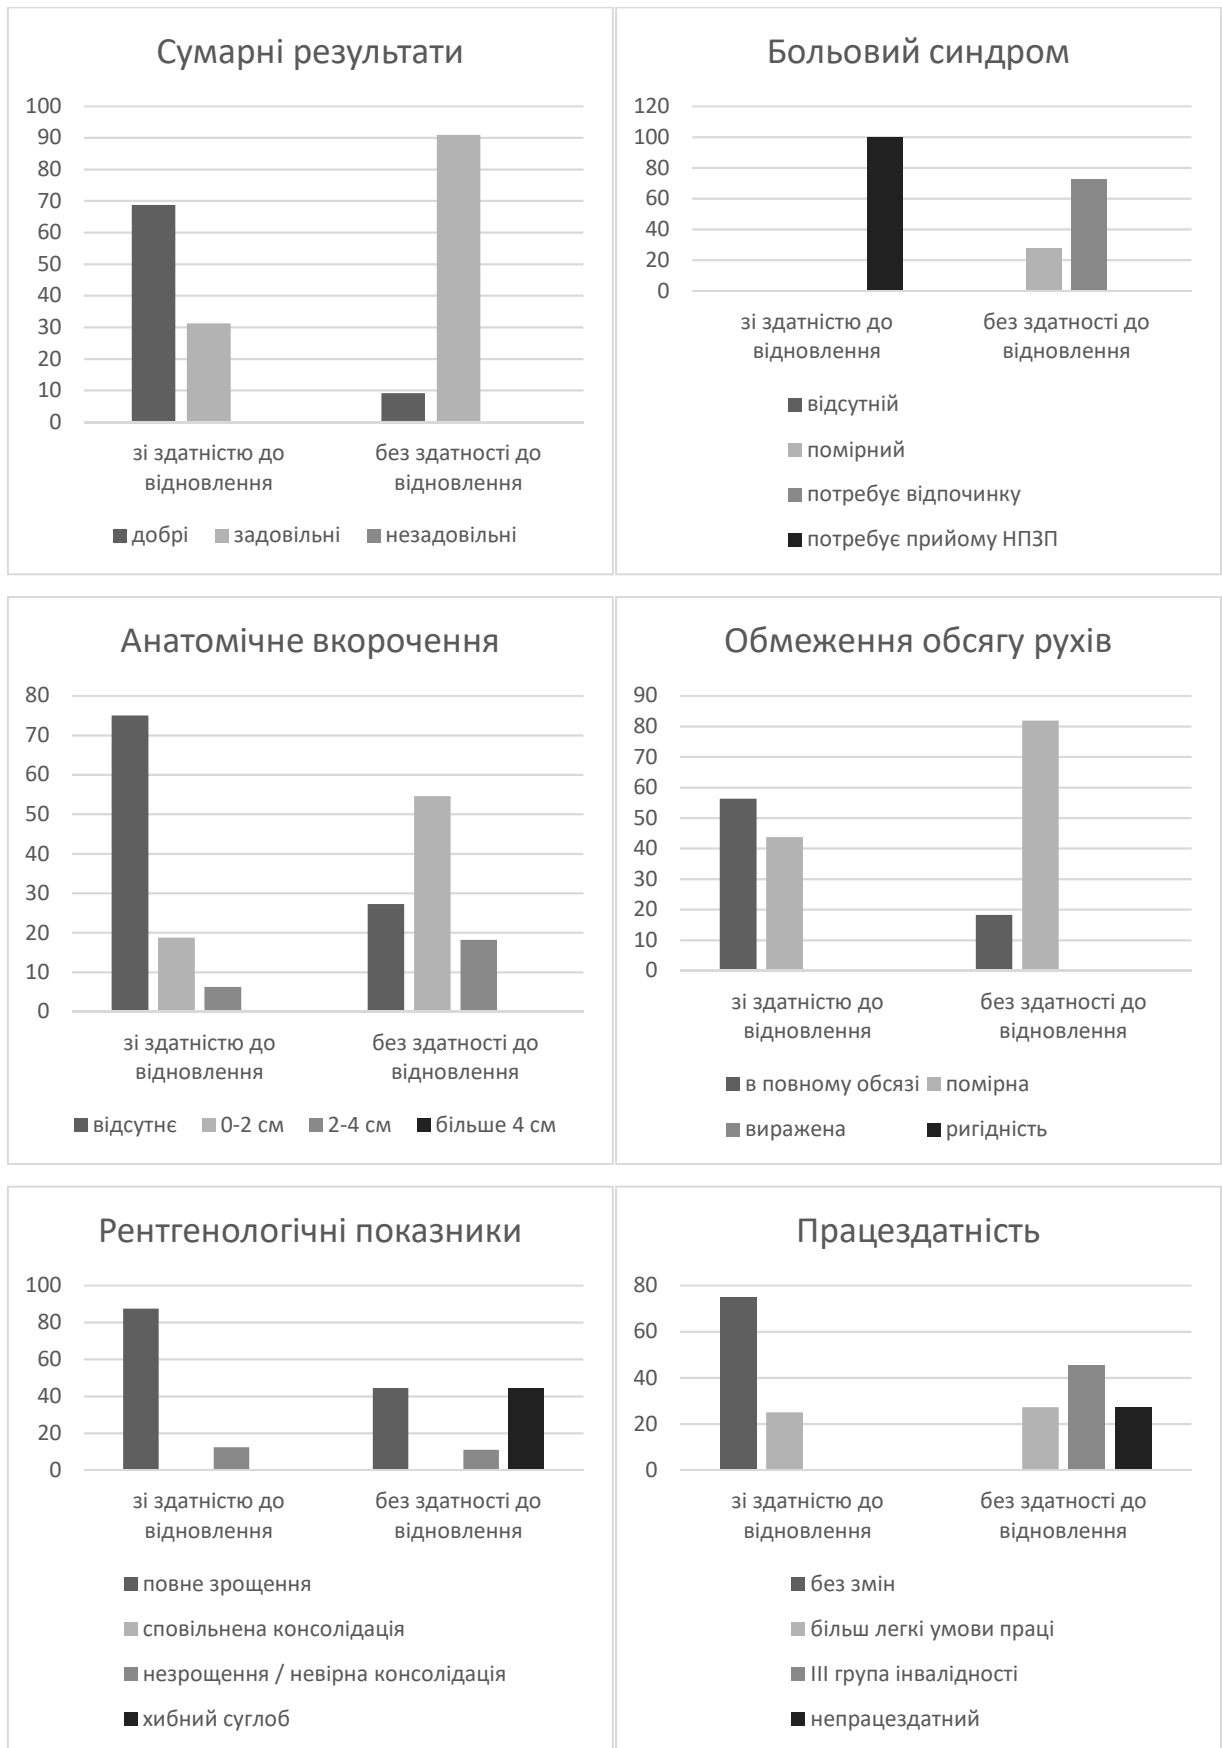 Сумарні результати
100
90
80
70
60
50
40
30
20
10
0
зі здатністю до
відновлення
без здатності до
відновлення
добрі задовільні незадовільні
Больовий синдром
120
100
80
60
40
20
0
зі здатністю до
відновлення
без здатності до
відновлення
відсутній
помірний
потребує відпочинку
потребує прийому НПЗП
Анатомічне вкорочення
80
70
60
50
40
30
20
10
0
зі здатністю до
відновлення
без здатності до
відновлення
відсутнє 0-2 см 2-4 см більше 4 см
Обмеження обсягу рухів
90
80
70
60
50
40
30
20
10
0
зі здатністю до
відновлення
без здатності до
відновлення
в повному обсязі помірна
виражена ригідність
Рентгенологічні показники
100
80
60
40
20
0
зі здатністю до
відновлення
без здатності до
відновлення
повне зрощення
сповільнена консолідація
незрощення / невірна консолідація
хибний суглоб
Працездатність
80
60
40
20
0
зі здатністю до
відновлення
без здатності до
відновлення
без змін
більш легкі умови праці
ІІІ група інвалідності
непрацездатний